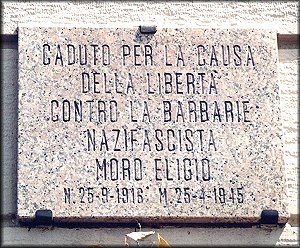 CADUTO PER LA CAUSA
DELLA LIBERTÀ
CONTRO LA BARBARIE
NAZIFASCISTA
MORO ELIGIO
N. 25-9-1916 M. 25-4-1945